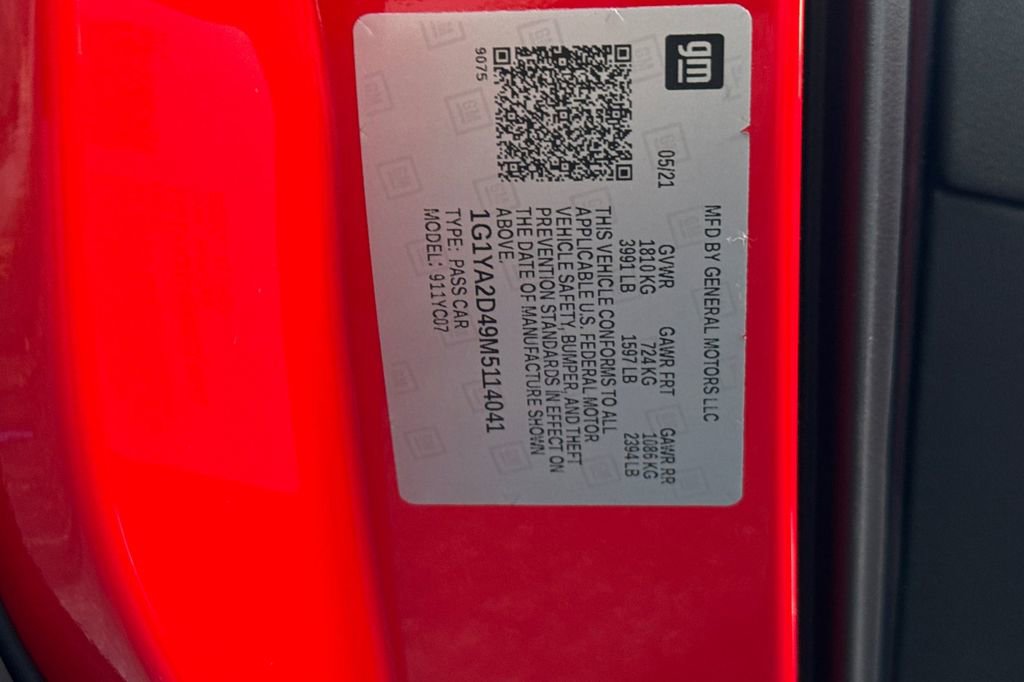 gm
MFD BY GENERAL MOTORS LLC
05/21
GVWR GAWR FRT GAWR RR
1810 KG 724 KG 1086 KG
3991 LB 1597 LB 2394 LB
THIS VEHICLE CONFORMS TO ALL
APPLICABLE U.S. FEDERAL MOTOR
VEHICLE SAFETY, BUMPER, AND THEFT
PREVENTION STANDARDS IN EFFECT ON
THE DATE OF MANUFACTURE SHOWN
ABOVE.
1G1YA2D49M5114041
TYPE: PASS CAR
MODEL: 911YC07
9075